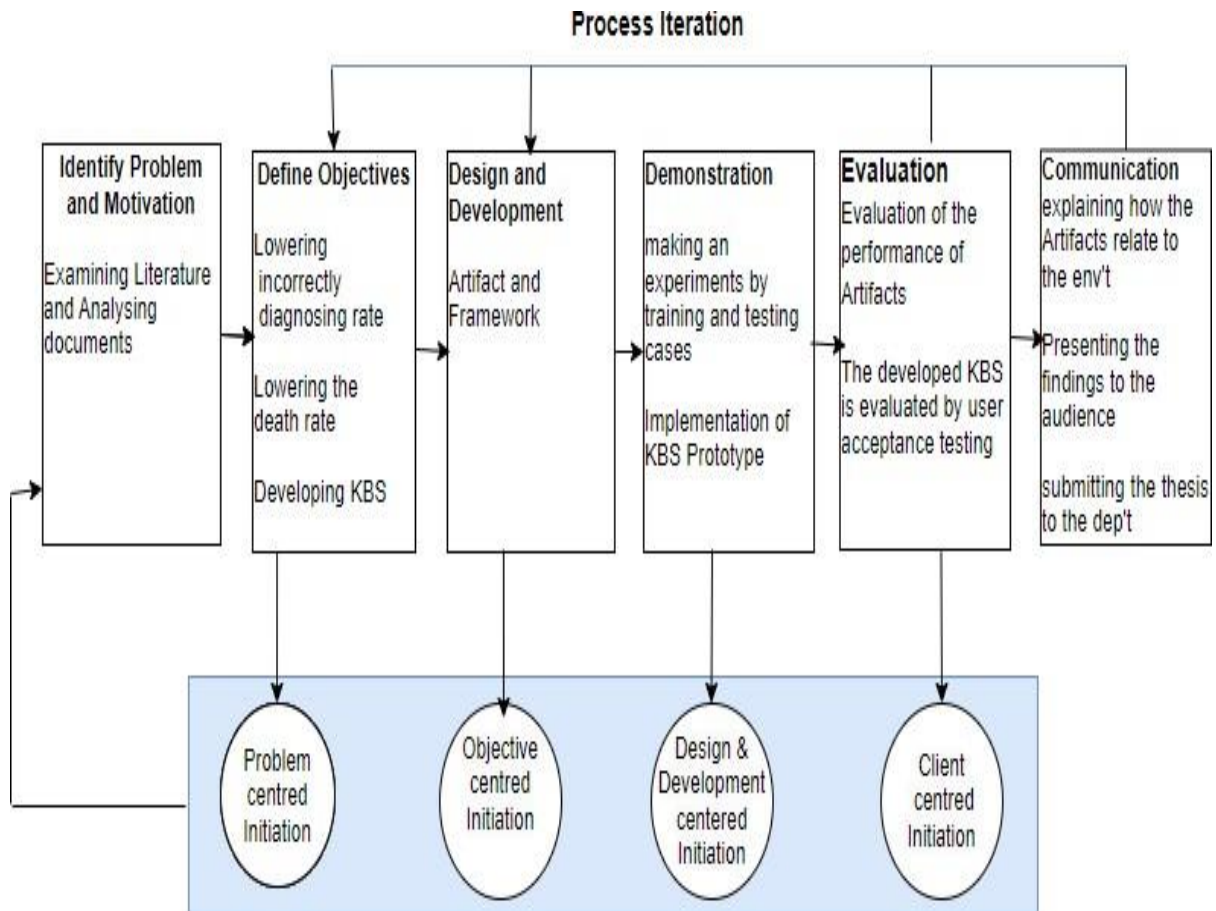 Process Iteration
Identify Problem
and Motivation
Examining Literature
and Analysing
documents
Define Objectives
Lowering
incorrectly
diagnosing rate
Lowering the
death rate
Developing KBS
Design and
Development
Artifact and
Framework
Demonstration
making an
experiments by
training and testing
cases
Implementation of
KBS Prototype
Evaluation
Evaluation of the
performance of
Artifacts
The developed KBS
is evaluated by user
acceptance testing
Communication
explaining how the
Artifacts relate to
the env't
Presenting the
findings to the
audience
submitting the thesis
to the dep't
Problem
centred
Initiation
Objective
centred
Initiation
Design &
Development
centered
Initiation
Client
centred
Initiation